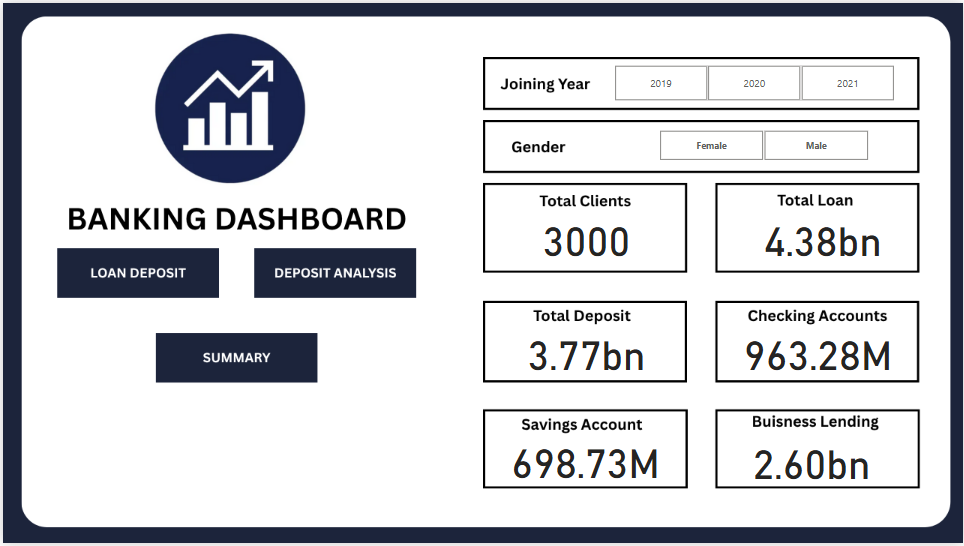 BANKING DASHBOARD
LOAN DEPOSIT
DEPOSIT ANALYSIS
SUMMARY
Joining Year
2019
2020
2021
Gender
Female
Male
Total Clients
3000
Total Loan
4.38bn
Total Deposit
3.77bn
Checking Accounts
963.28M
Savings Account
698.73M
Buisness Lending
2.60bn